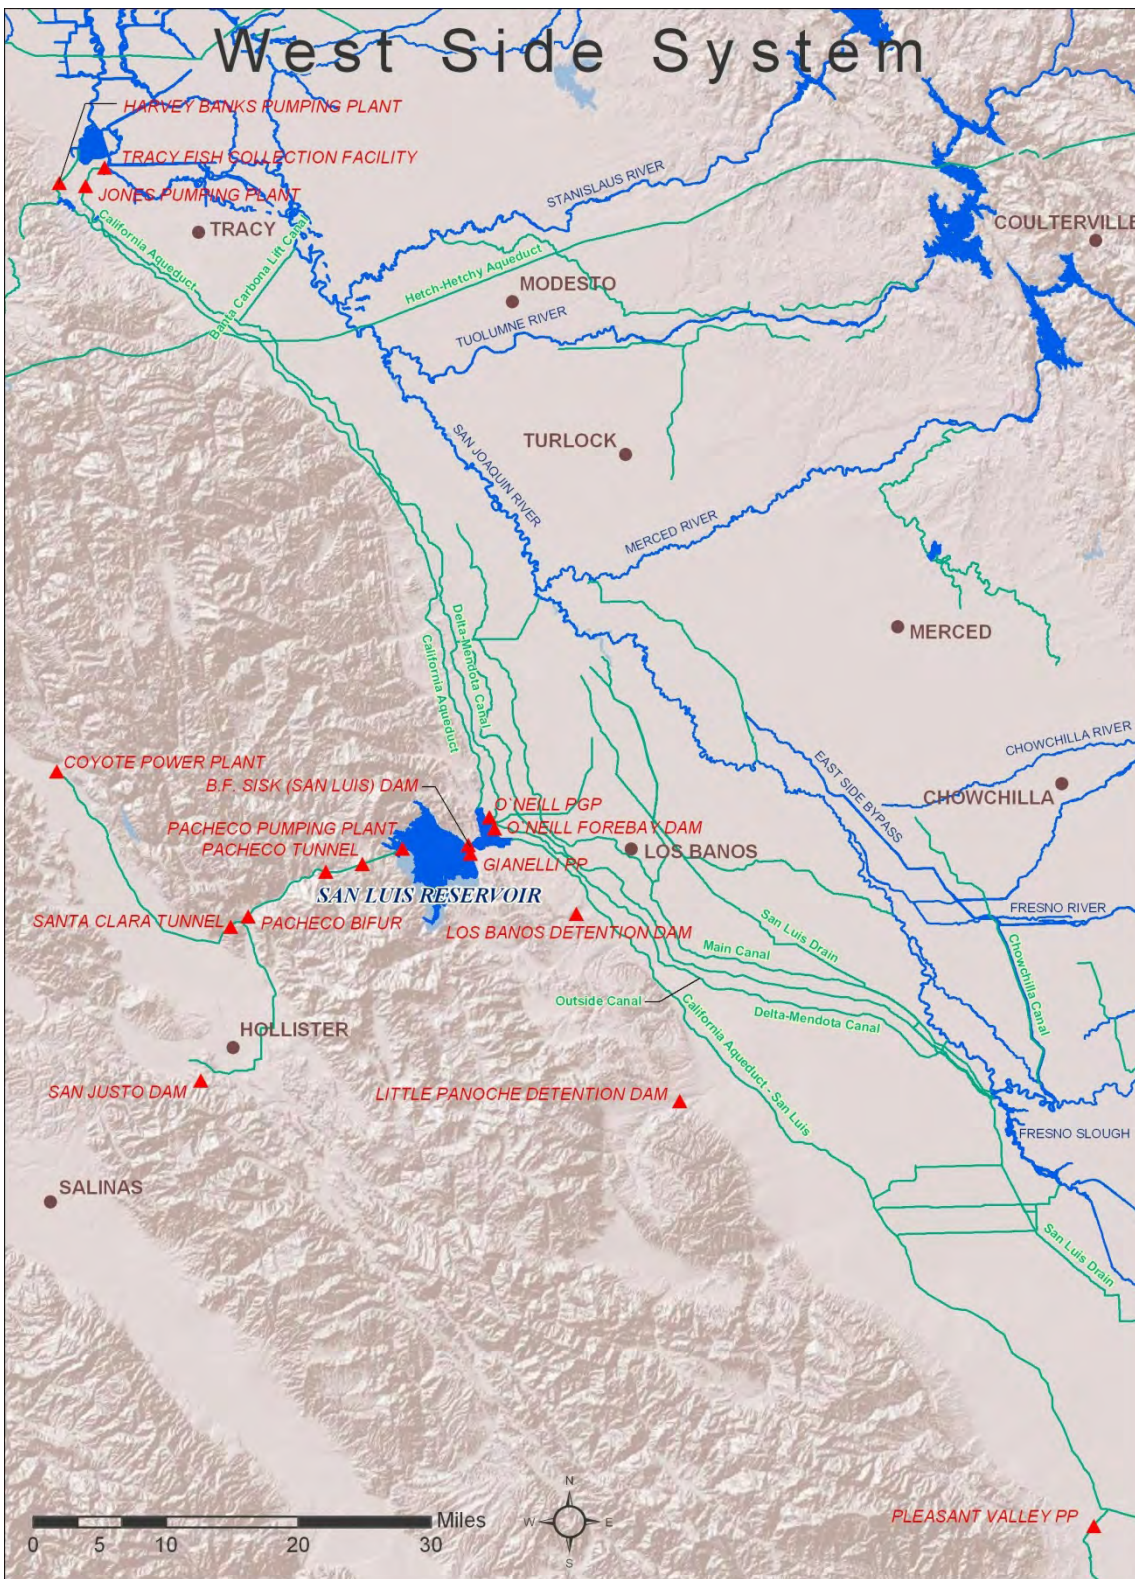 West Side System
HARVEY BANKS PUMPING PLANT
TRACY FISH COLLECTION FACILITY
JONES PUMPING PLANT
California Aqueduct
TRACY
Banta Carbona Lift Canal
STANISLAUS RIVER
COULTERVILLE
Hetch-Hetchy Aqueduct
MODESTO
TUOLUMNE RIVER
TURLOCK
SAN JOAQUIN RIVER
MERCED RIVER
MERCED
Delta-Mendota Canal
California Aqueduct
CHOWCHILLA RIVER
COYOTE POWER PLANT
B.F. SISK (SAN LUIS) DAM
EAST SIDE BYPASS
CHOWCHILLA
O`NEILL PGP
PACHECO PUMPING PLANT
O`NEILL FOREBAY DAM
PACHECO TUNNEL
GIANELLI PP
LOS BANOS
SAN LUIS RESERVOIR
FRESNO RIVER
SANTA CLARA TUNNEL
PACHECO BIFUR
LOS BANOS DETENTION DAM
San Luis Drain
Main Canal
Chowchilla Canal
Outside Canal
Delta-Mendota Canal
California Aqueduct - San Luis
HOLLISTER
SAN JUSTO DAM
LITTLE PANOCHE DETENTION DAM
FRESNO SLOUGH
SALINAS
San Luis Drain
PLEASANT VALLEY PP
N
W
E
S
Miles
0 5 10 20 30